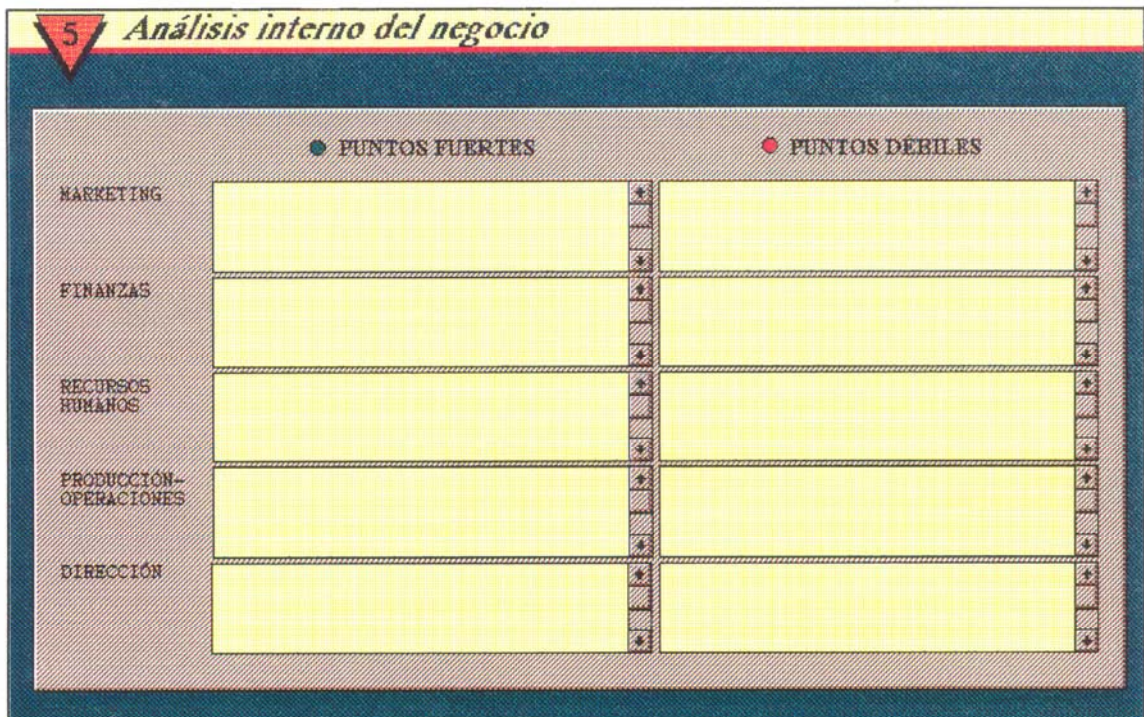 5 Análisis interno del negocio
PUNTOS FUERTES PUNTOS DÉBILES
MARKETING
FINANZAS
RECURSOS
HUMANOS
PRODUCCIÓN-
OPERACIONES
DIRECCIÓN